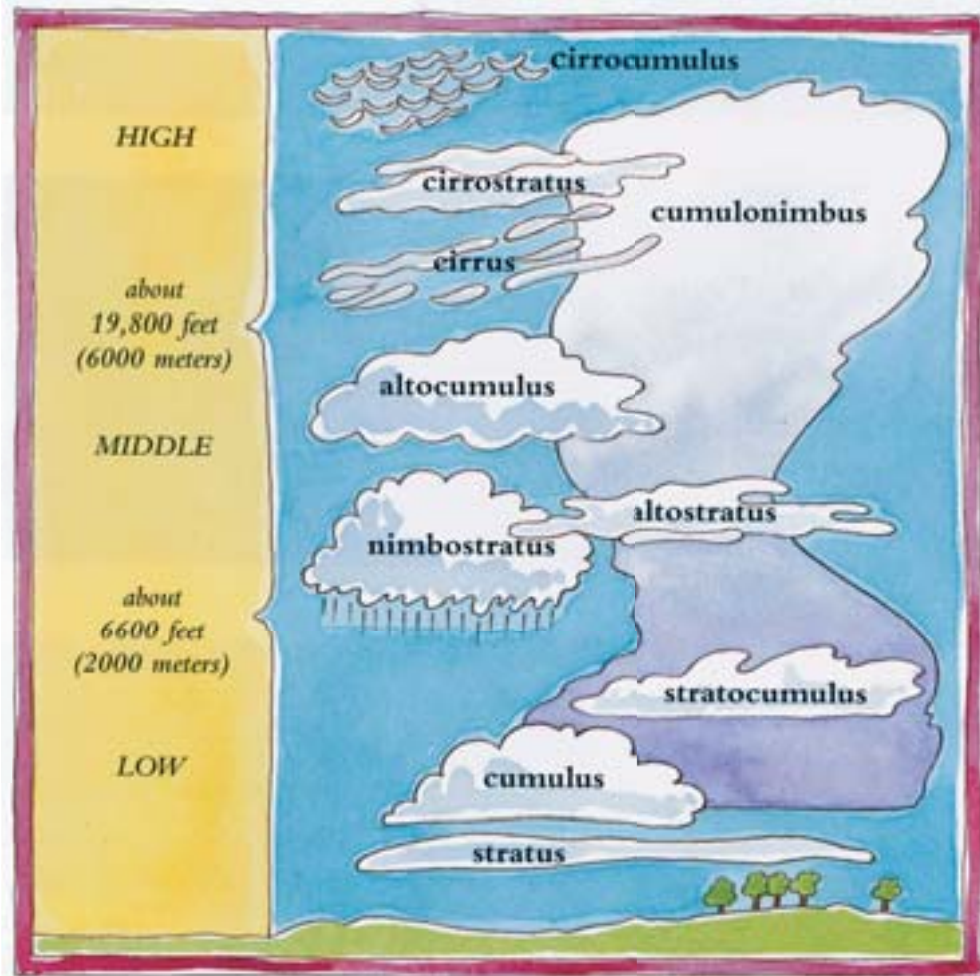 HIGH
about
19,800 feet
(6000 meters)
MIDDLE
about
6600 feet
(2000 meters)
LOW
cirrocumulus
cirrostratus
cumulonimbus
cirrus
altocumulus
altostratus
nimbostratus
stratocumulus
cumulus
stratus